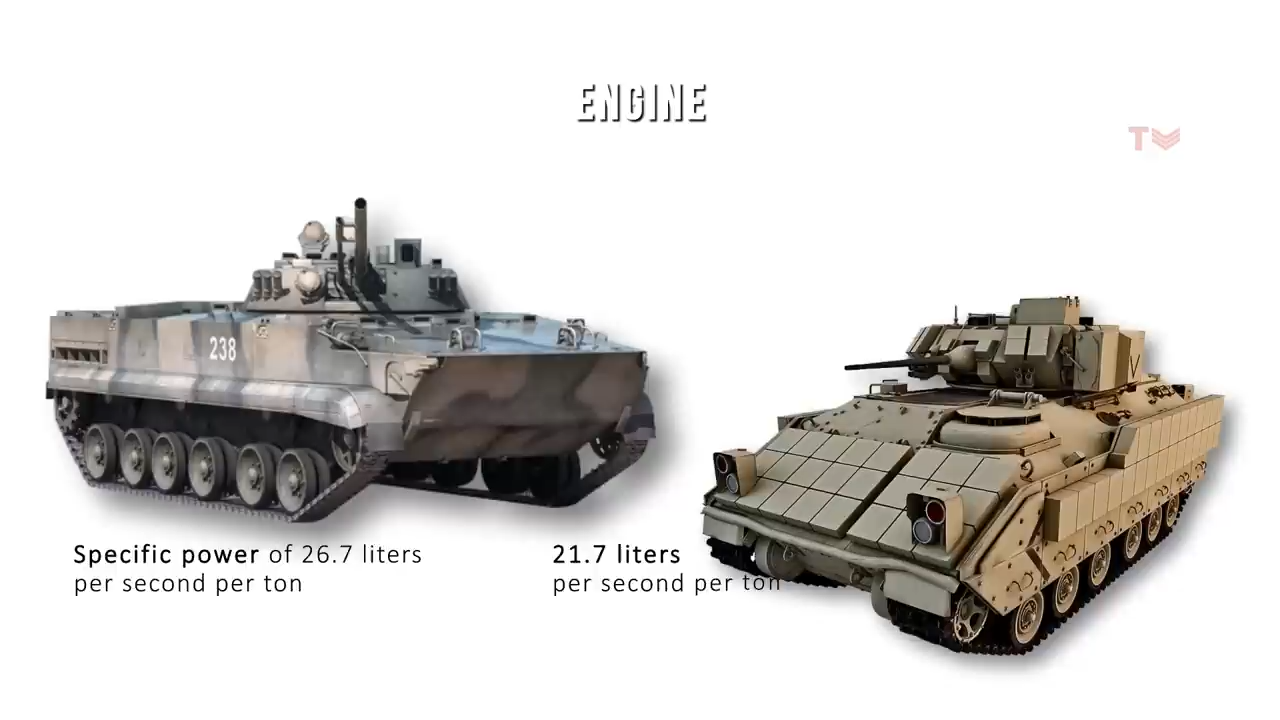 ENGINE
T
238
V
Specific power of 26.7 liters
per second per ton
21.7 liters
per second per ton